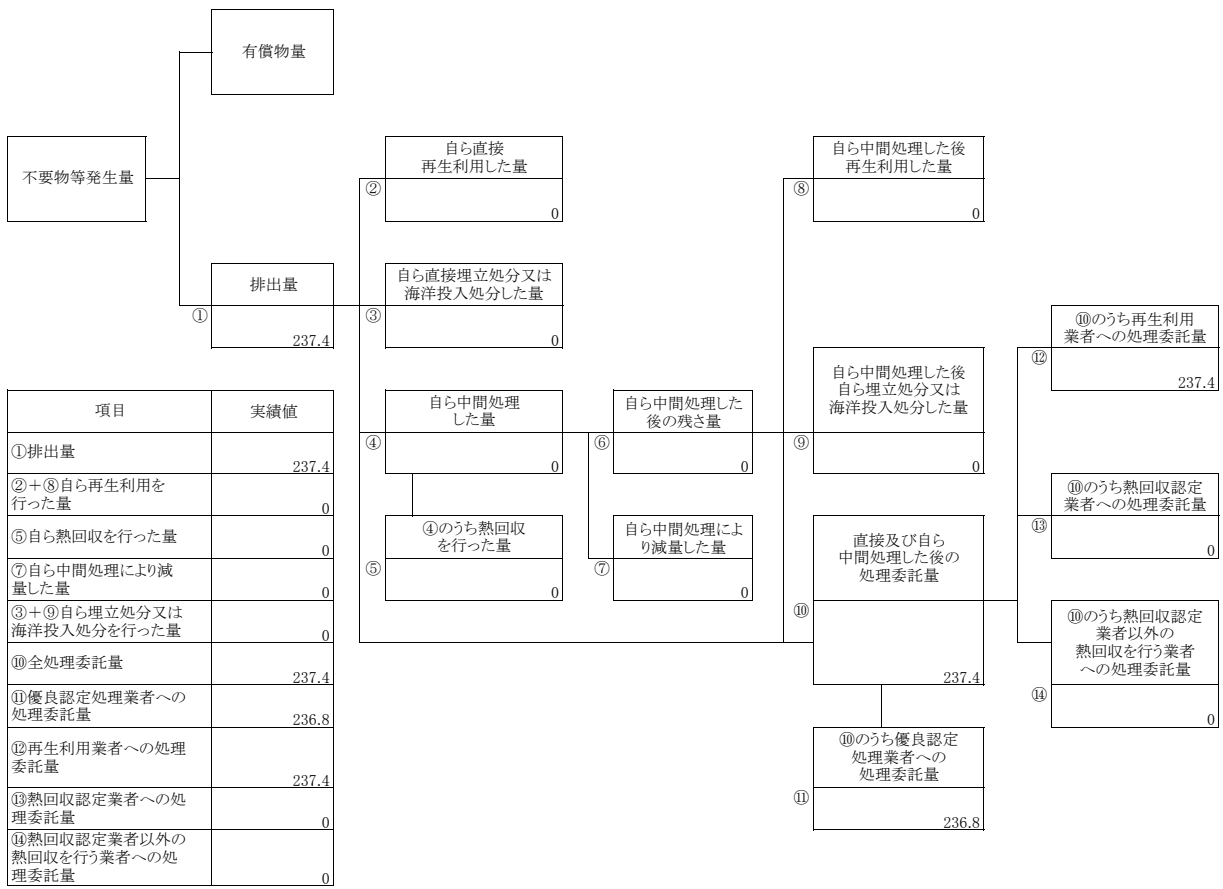 有償物量
不要物等発生量
自ら直接
再生利用した量
②
0
自ら中間処理した後
再生利用した量
⑧
0
排出量
①
237.4
自ら直接埋立処分又は
海洋投入処分した量
③
0
⑩のうち再生利用
業者への処理委託量
⑫
237.4
自ら中間処理した後
自ら埋立処分又は
海洋投入処分した量
⑨
0
自ら中間処理
した量
④
0
自ら中間処理した
後の残さ量
⑥
0
④のうち熱回収
を行った量
⑤
0
自ら中間処理によ
り減量した量
⑦
0
直接及び自ら
中間処理した後の
処理委託量
⑩
237.4
⑩のうち熱回収認定
業者への処理委託量
⑬
0
⑩のうち熱回収認定
業者以外の
熱回収を行う業者
への処理委託量
⑭
0
⑩のうち優良認定
処理業者への
処理委託量
⑪
236.8
項目 実績値
①排出量
237.4
②+⑧自ら再生利用を
行った量
0
⑤自ら熱回収を行った量
0
⑦自ら中間処理により減
量した量
0
③+⑨自ら埋立処分又は
海洋投入処分を行った量
0
⑩全処理委託量
237.4
⑪優良認定処理業者への
処理委託量
236.8
⑫再生利用業者への処理
委託量
237.4
⑬熱回収認定業者への処
理委託量
0
⑭熱回収認定業者以外の
熱回収を行う業者への処
理委託量
0